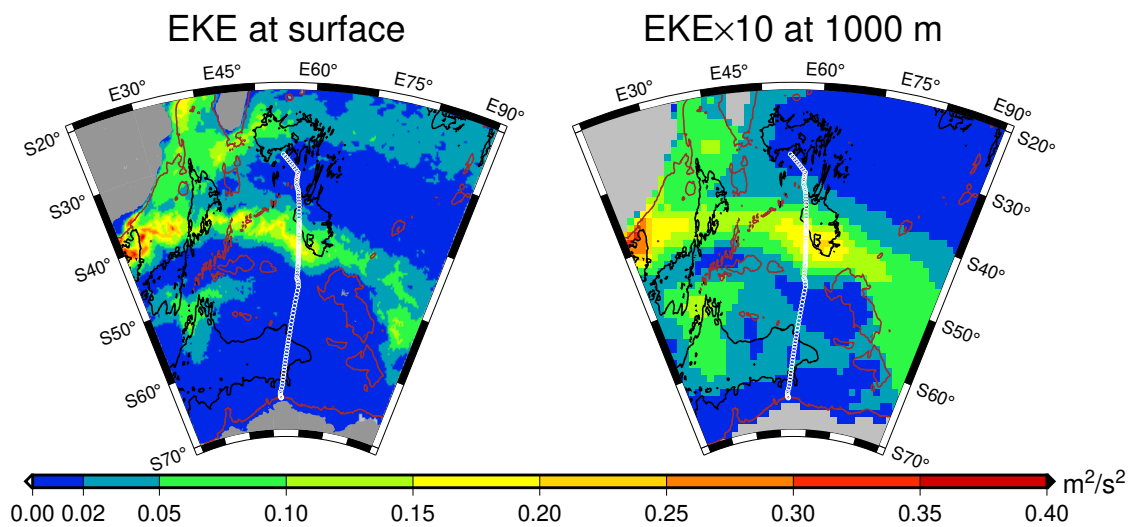 EKE at surface
EKE×10 at 1000 m
E30°
E45°
E60°
E75°
E90°
S20°
S30°
S40°
S50°
S60°
S70°
E30°
E45°
E60°
E75°
E90°
S20°
S30°
S40°
S50°
S60°
S70°
0.00 0.02 0.05 0.10 0.15 0.20 0.25 0.30 0.35 0.40
m²/s²